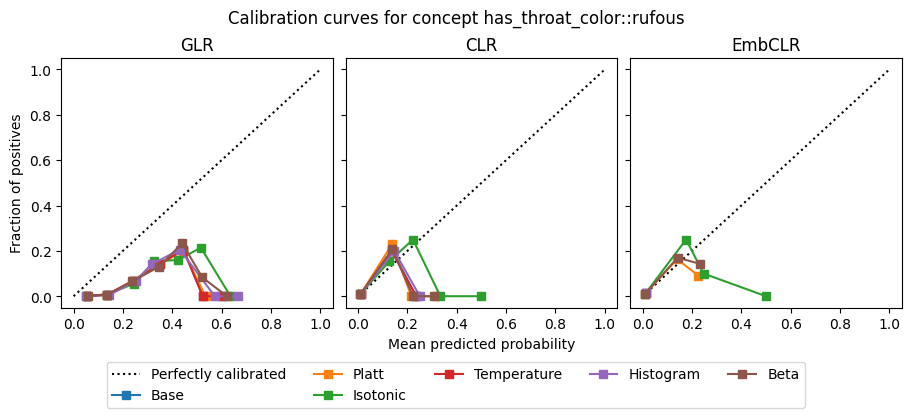 Calibration curves for concept has_throat_color::rufous
GLR
CLR
EmbCLR
Fraction of positives
1.0
0.8
0.6
0.4
0.2
0.0
0.0 0.2 0.4 0.6 0.8 1.0
0.0 0.2 0.4 0.6 0.8 1.0
0.0 0.2 0.4 0.6 0.8 1.0
Mean predicted probability
Perfectly calibrated Platt Temperature Histogram Beta
Base Isotonic